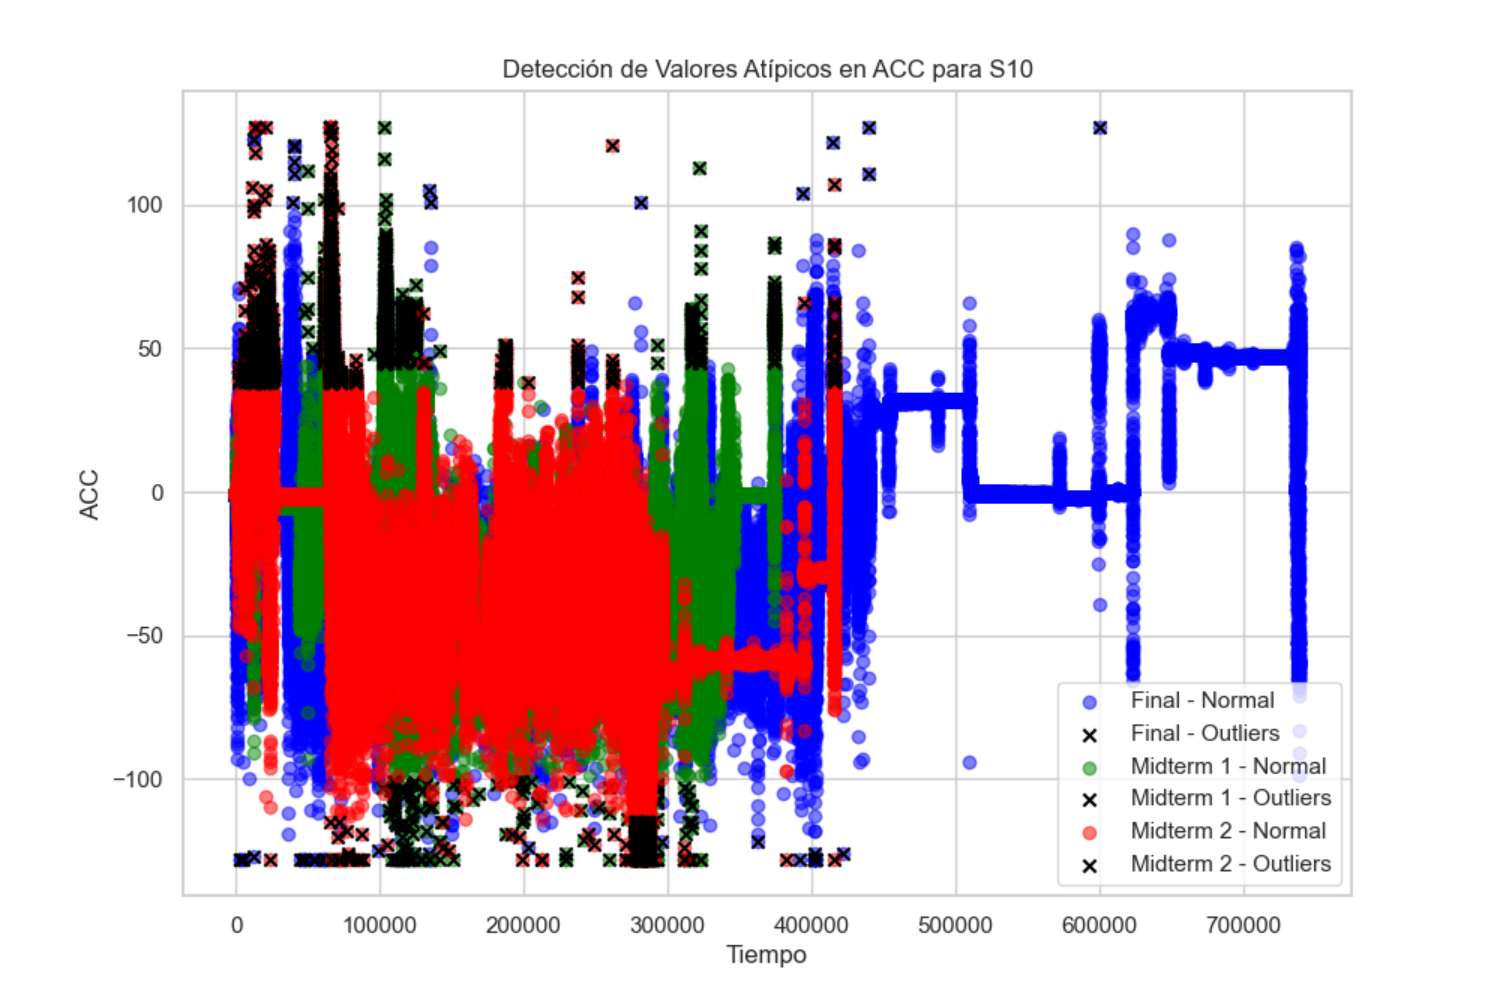 Detección de Valores Atípicos en ACC para S10
ACC
100
50
0
−50
−100
0
100000
200000
300000
400000
500000
600000
700000
Tiempo
Final - Normal
Final - Outliers
Midterm 1 - Normal
Midterm 1 - Outliers
Midterm 2 - Normal
Midterm 2 - Outliers